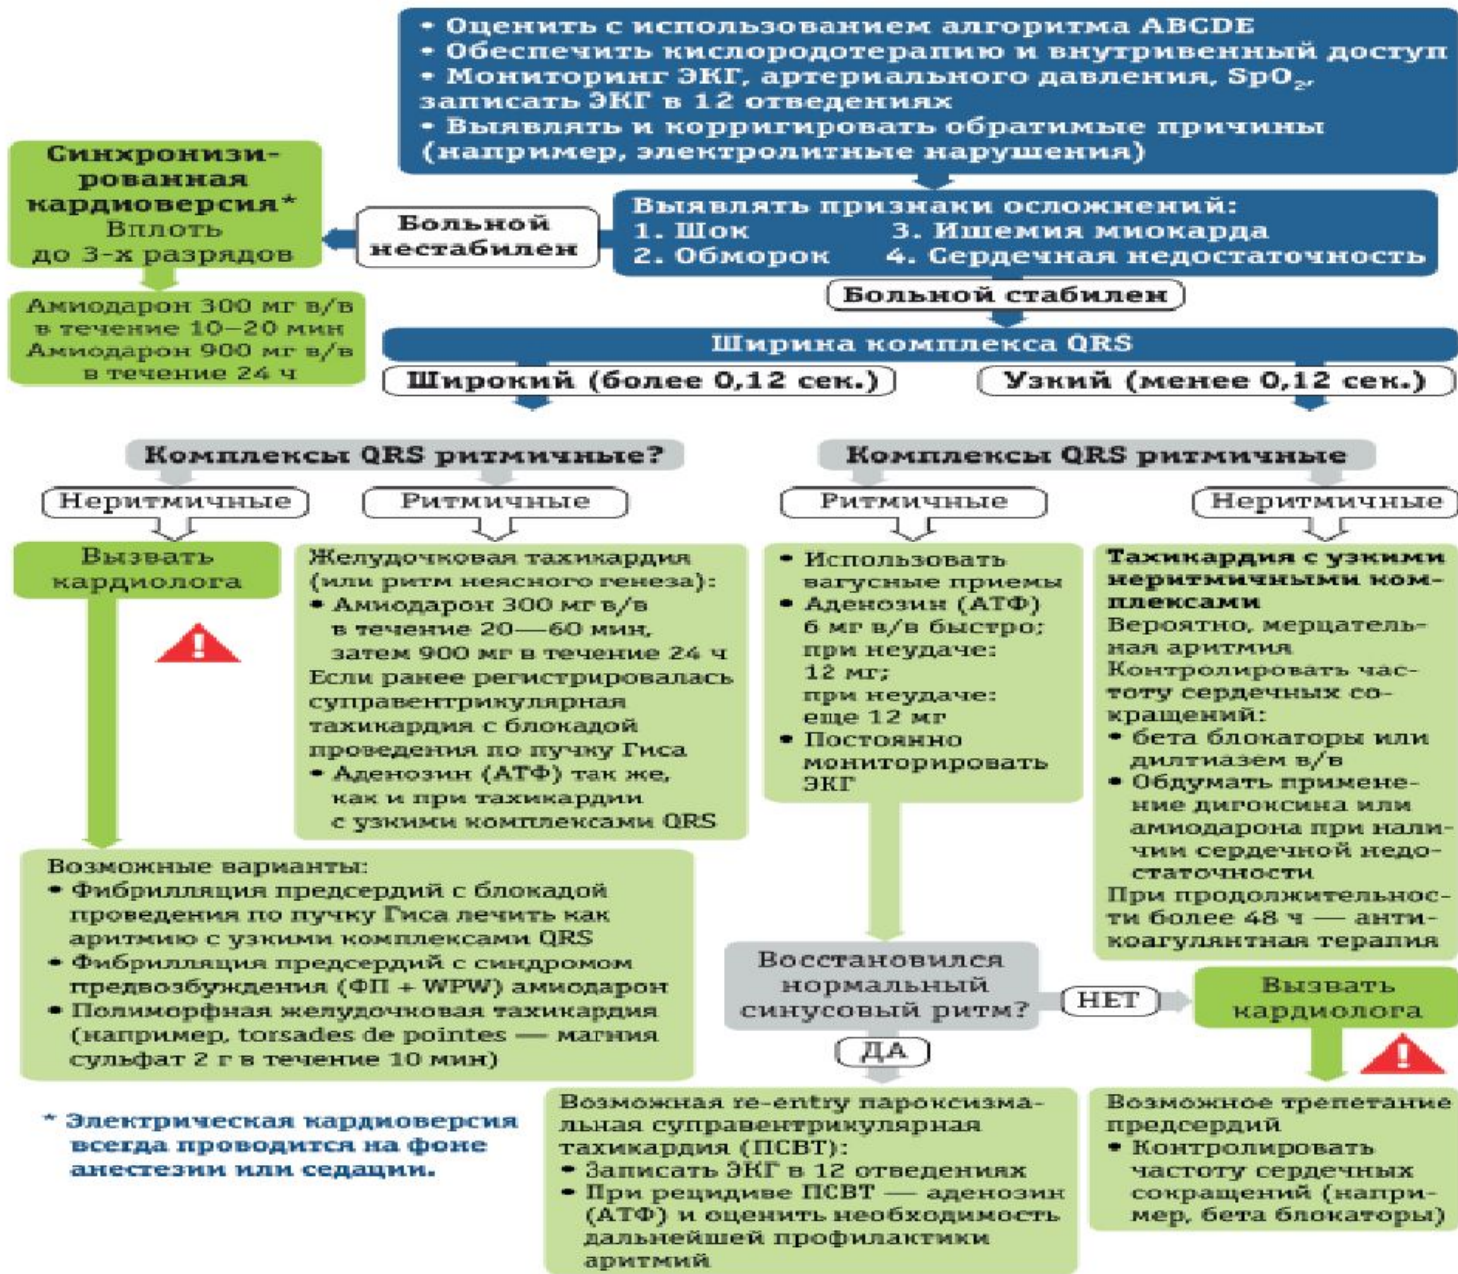 • Оценить с использованием алгоритма ABCDE
• Обеспечить кислородотерапию и внутривенный доступ
• Мониторинг ЭКГ, артериального давления, SpO₂,
записать ЭКГ в 12 отведениях
• Выявлять и корригировать обратимые причины
(например, электролитные нарушения)
Синхронизи-
рованная
кардиоверсия*
Вплоть
до 3-х разрядов
Больной
нестабилен
Выявлять признаки осложнений:
1. Шок 3. Ишемия миокарда
2. Обморок 4. Сердечная недостаточность
Больной стабилен
Амиодарон 300 мг в/в
в течение 10–20 мин
Амиодарон 900 мг в/в
в течение 24 ч
Ширина комплекса QRS
Широкий (более 0,12 сек.)
Узкий (менее 0,12 сек.)
Комплексы QRS ритмичные?
Неритмичные
Ритмичные
Вызвать
кардиолога
!
Желудочковая тахикардия
(или ритм неясного генеза):
• Амиодарон 300 мг в/в
в течение 20—60 мин,
затем 900 мг в течение 24 ч
Если ранее регистрировалась
суправентрикулярная
тахикардия с блокадой
проведения по пучку Гиса
• Аденозин (АТФ) так же,
как и при тахикардии
с узкими комплексами QRS
Возможные варианты:
• Фибрилляция предсердий с блокадой
проведения по пучку Гиса лечить как
аритмию с узкими комплексами QRS
• Фибрилляция предсердий с синдромом
предвозбуждения (ФП + WPW) амиодарон
• Полиморфная желудочковая тахикардия
(например, torsades de pointes — магния
сульфат 2 г в течение 10 мин)
Комплексы QRS ритмичные
Ритмичные
Неритмичные
• Использовать
вагусные приемы
• Аденозин (АТФ)
6 мг в/в быстро;
при неудаче:
12 мг;
при неудаче:
еще 12 мг
• Постоянно
мониторировать
ЭКГ
Тахикардия с узкими
неритмичными ком-
плексами
Вероятно, мерцатель-
ная аритмия
Контролировать час-
тоту сердечных со-
кращений:
• бета блокаторы или
дилтиазем в/в
• Обдумать примене-
ние дигоксина или
амиодарона при нали-
чии сердечной недо-
статочности
При продолжительнос-
ти более 48 ч — анти-
коагулянтная терапия
Восстановился
нормальный
синусовый ритм?
НЕТ
Вызвать
кардиолога
!
ДА
Возможная re-entry пароксизма-
льная суправентрикулярная
тахикардия (ПСВТ):
• Записать ЭКГ в 12 отведениях
• При рецидиве ПСВТ — аденозин
(АТФ) и оценить необходимость
дальнейшей профилактики
аритмий
Возможное трепетание
предсердий
• Контролировать
частоту сердечных
сокращений (напри-
мер, бета блокаторы)
* Электрическая кардиоверсия
всегда проводится на фоне
анестезии или седации.